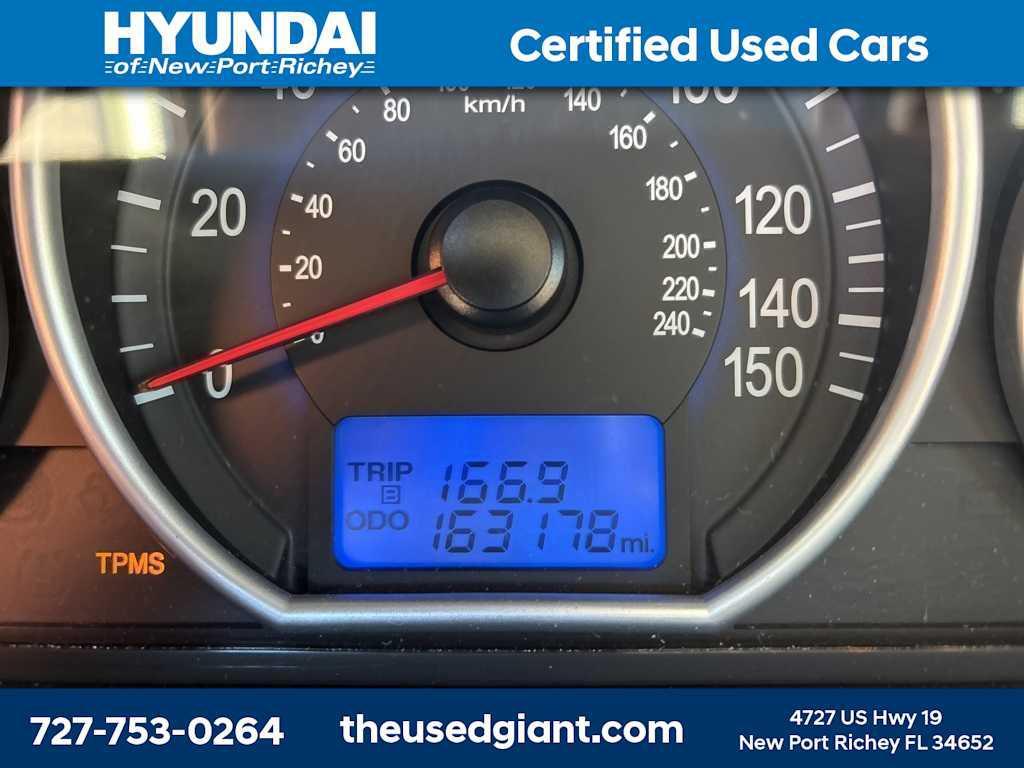 HYUNDAI
of New Port Richey
Certified Used Cars
km/h
80
140
60
160
20
40
180
120
20
200
220
140
240
0
0
150
TRIP 166.9
B
ODO 163178 mi.
TPMS
727-753-0264
theusedgiant.com
4727 US Hwy 19
New Port Richey FL 34652